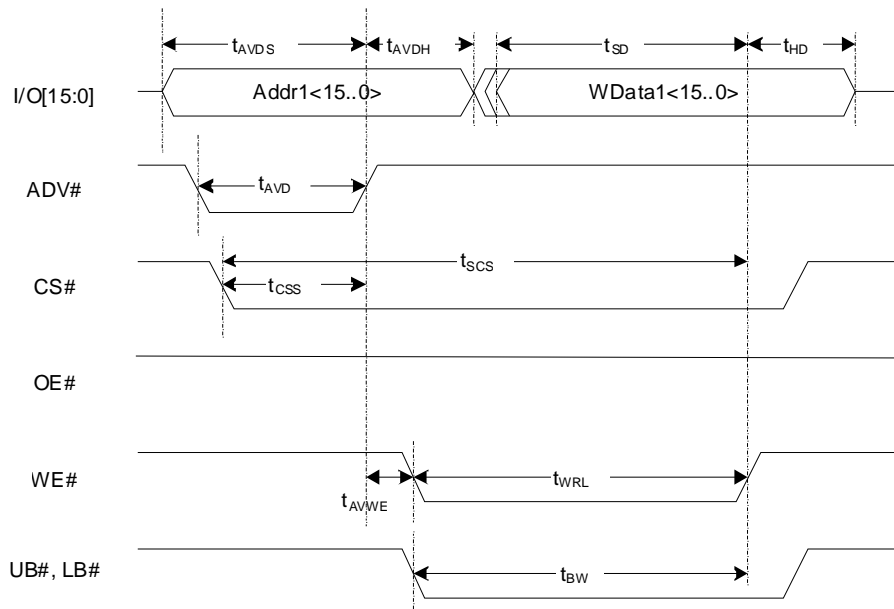 tAVDS tAVDH tSD tHD
I/O[15:0] Addr1<15..0> WData1<15..0>
ADV# tAVD
tSCS
CS# tCSS
OE#
WE# tWRL
tAVWE
UB#, LB# tBW